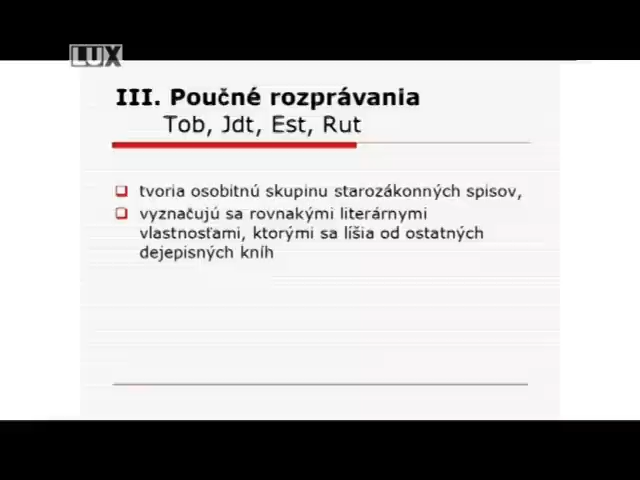 LUX
III. Poučné rozprávania
Tob, Jdt, Est, Rut
tvoria osobitnú skupinu starozákonných spisov,
vyznačujú sa rovnakými literárnymi
vlastnosťami, ktorými sa líšia od ostatných
dejepisných kníh